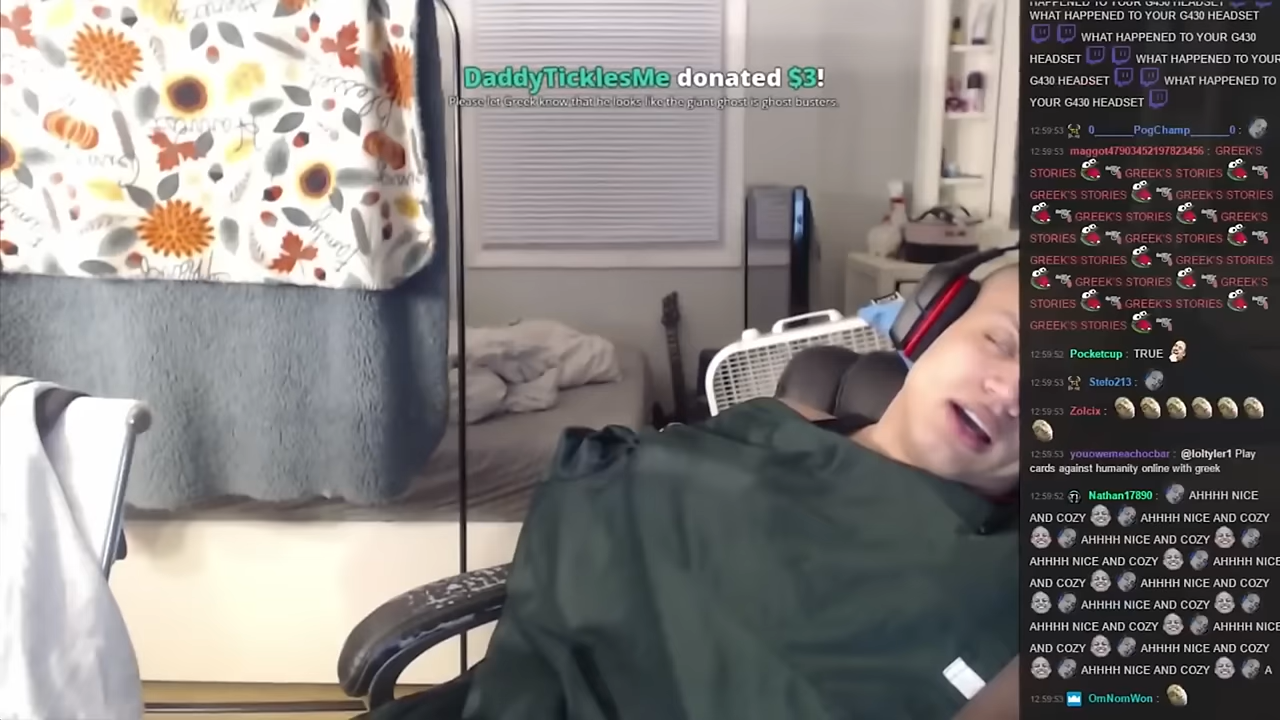 DaddyTicklesMe donated $3!
Please let Greek know that he looks like the giant ghost is ghost busters.
HAPPENED TO YOUR G430 HEADSET
WHAT HAPPENED TO YOUR G430 HEADSET
WHAT HAPPENED TO YOUR G430
HEADSET WHAT HAPPENED TO YOUR
G430 HEADSET WHAT HAPPENED TO
YOUR G430 HEADSET
12:59:53 0______PogChamp______0 :
12:59:53 maggot47903452197823456 : GREEK'S
STORIES GREEK'S STORIES
GREEK'S STORIES GREEK'S STORIES
GREEK'S STORIES GREEK'S
STORIES GREEK'S STORIES
GREEK'S STORIES GREEK'S STORIES
GREEK'S STORIES GREEK'S
STORIES GREEK'S STORIES
GREEK'S STORIES
12:59:52 Pocketcup : TRUE
12:59:53 Stefo213 :
12:59:53 Zolcix :
12:59:53 youowemeachocbar : @loltyler1 Play
cards against humanity online with greek
12:59:52 Nathan17890 : AHHHH NICE
AND COZY AHHHH NICE AND COZY
AHHHH NICE AND COZY
AHHHH NICE AND COZY AHHHH NICE
AND COZY AHHHH NICE AND COZY
AHHHH NICE AND COZY
AHHHH NICE AND COZY AHHHH NICE
AND COZY AHHHH NICE AND COZY
AHHHH NICE AND COZY A
12:59:53 OmNomWon :